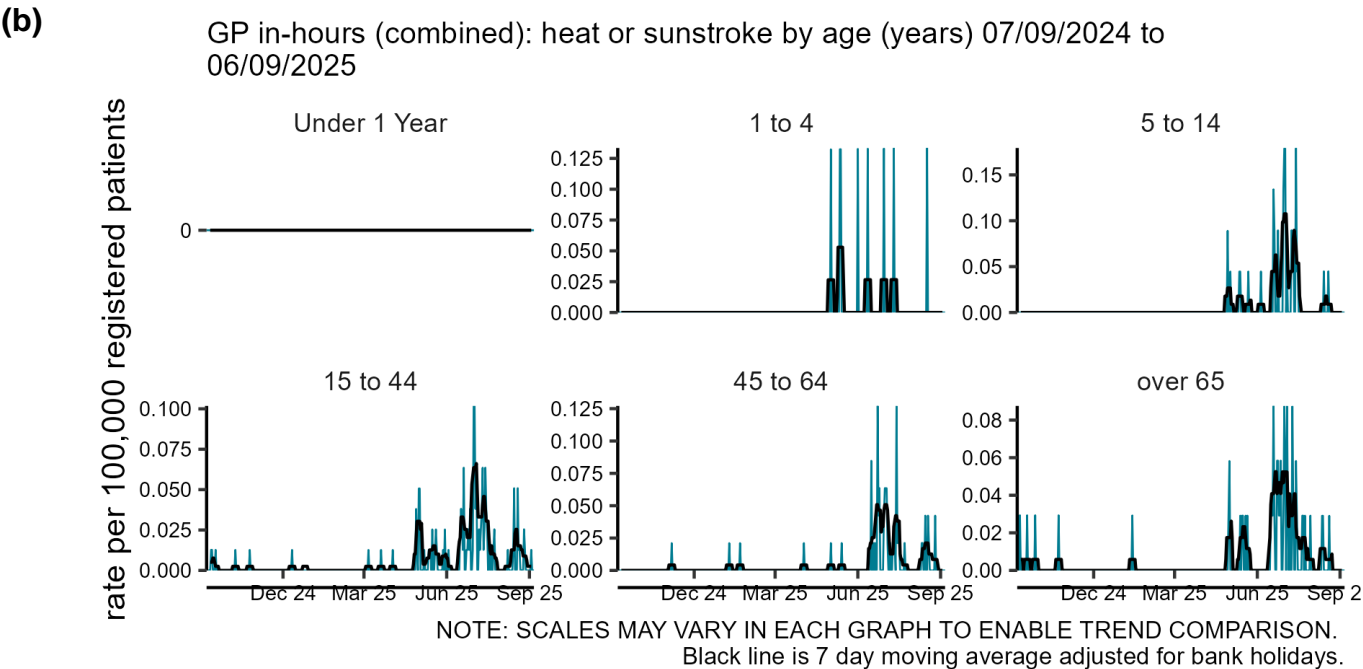 (b)
GP in-hours (combined): heat or sunstroke by age (years) 07/09/2024 to
06/09/2025
rate per 100,000 registered patients
Under 1 Year
0
1 to 4
0.125
0.100
0.075
0.050
0.025
0.000
5 to 14
0.15
0.10
0.05
0.00
15 to 44
0.100
0.075
0.050
0.025
0.000
Dec 24 Mar 25 Jun 25 Sep 25
45 to 64
0.125
0.100
0.075
0.050
0.025
0.000
Dec 24 Mar 25 Jun 25 Sep 25
over 65
0.08
0.06
0.04
0.02
0.00
Dec 24 Mar 25 Jun 25 Sep 2
NOTE: SCALES MAY VARY IN EACH GRAPH TO ENABLE TREND COMPARISON.
Black line is 7 day moving average adjusted for bank holidays.